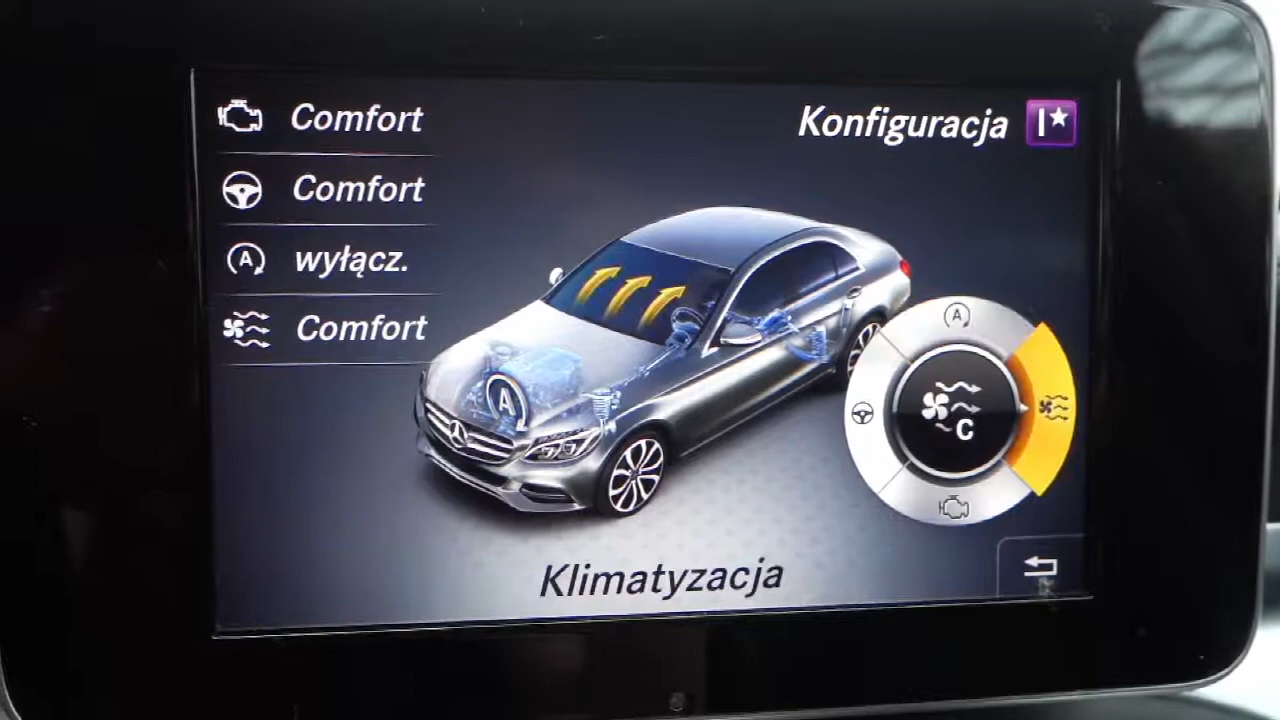 Comfort
Konfiguracja I★
Comfort
A wyłącz.
Comfort
A
A
C
Klimatyzacja